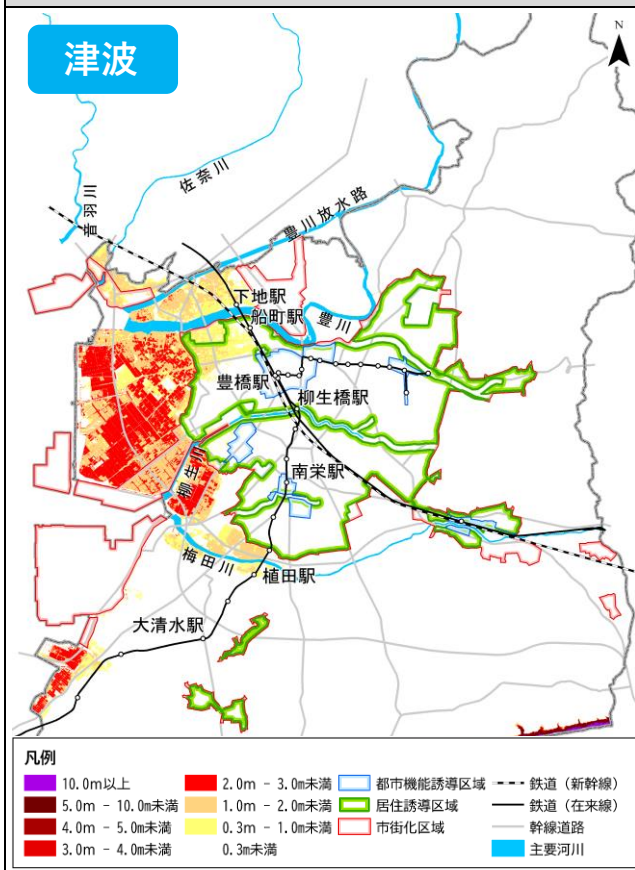 津波
N
佐奈川
音羽川
豊川放水路
下地駅
船町駅
豊川
豊橋駅
柳生橋駅
柳生川
南栄駅
梅田川
植田駅
大清水駅
凡例
10.0m以上
5.0m - 10.0m未満
4.0m - 5.0m未満
3.0m - 4.0m未満
2.0m - 3.0m未満
1.0m - 2.0m未満
0.3m - 1.0m未満
0.3m未満
都市機能誘導区域
居住誘導区域
市街化区域
鉄道（新幹線）
鉄道（在来線）
幹線道路
主要河川